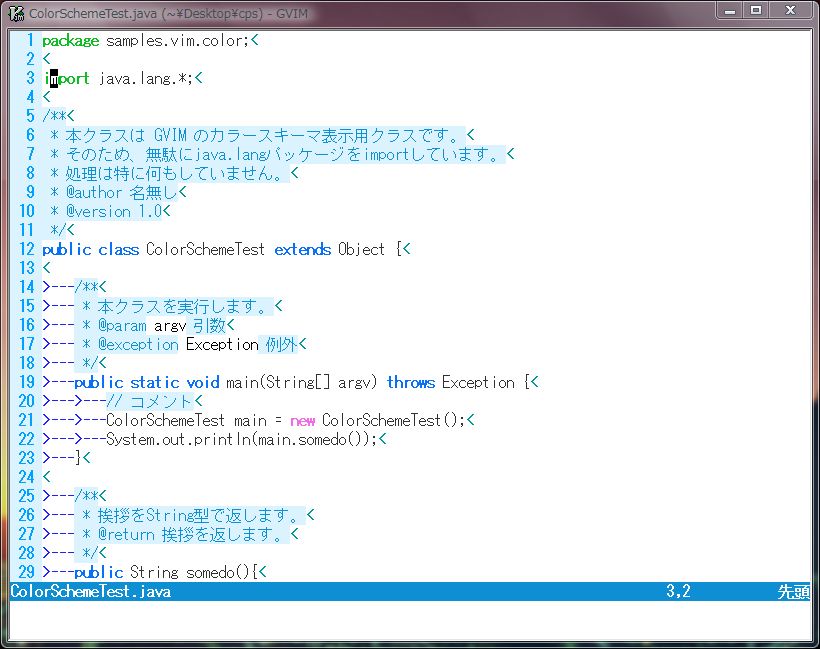 ColorSchemeTest.java (~¥Desktop¥cps) - GVIM
1 package samples.vim.color;<
2 <
3 import java.lang.*;<
4 <
5 /**<
6  * 本クラスは GVIM のカラースキーマ表示用クラスです。<
7  * そのため、無駄にjava.langパッケージをimportしています。<
8  * 処理は特に何もしていません。<
9  * @author 名無し<
10  * @version 1.0<
11  */<
12 public class ColorSchemeTest extends Object {<
13 <
14 >---/**<
15 >--- * 本クラスを実行します。<
16 >--- * @param argv 引数<
17 >--- * @exception Exception 例外<
18 >--- */<
19 >---public static void main(String[] argv) throws Exception {<
20 >--->---// コメント<
21 >--->---ColorSchemeTest main = new ColorSchemeTest();<
22 >--->---System.out.println(main.somedo());<
23 >---}<
24 <
25 >---/**<
26 >--- * 挨拶をString型で返します。<
27 >--- * @return 挨拶を返します。<
28 >--- */<
29 >---public String somedo(){<
ColorSchemeTest.java 3,2 先頭